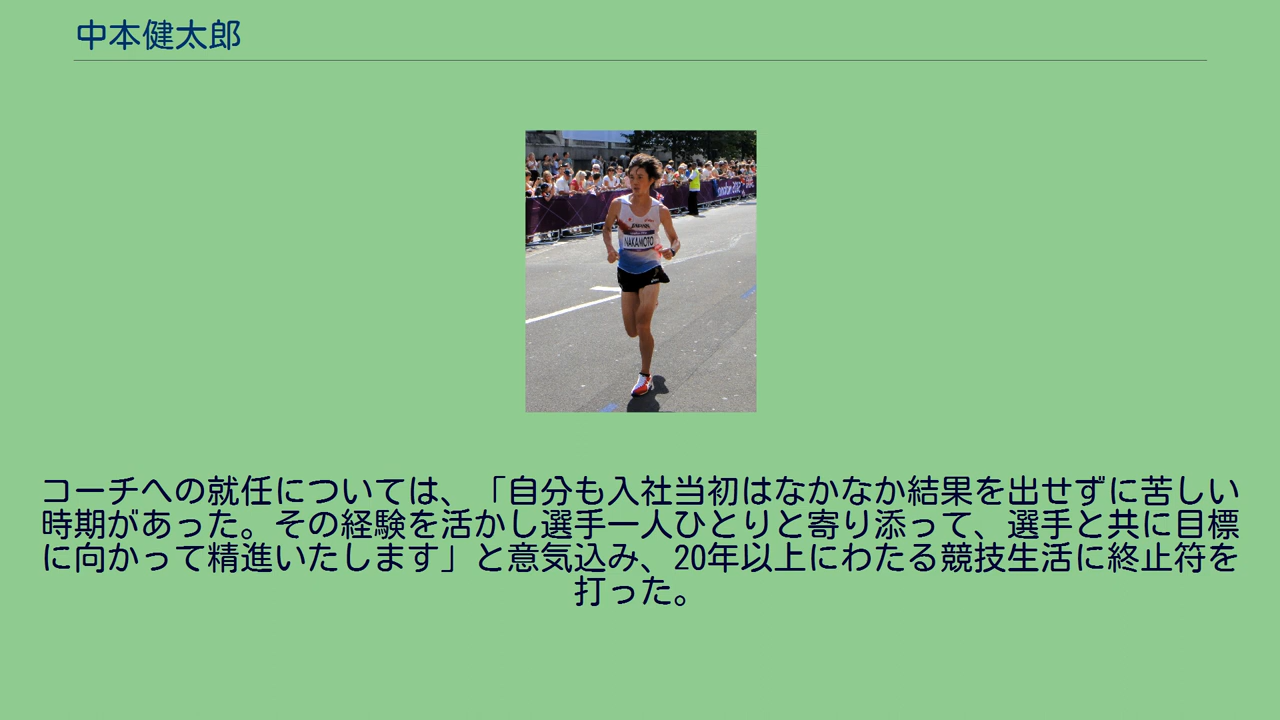 中本健太郎
london 2012
NAKAMOTO
コーチへの就任については、「自分も入社当初はなかなか結果を出せずに苦しい
時期があった。その経験を活かし選手一人ひとりと寄り添って、選手と共に目標
に向かって精進いたします」と意気込み、20年以上にわたる競技生活に終止符を
打った。